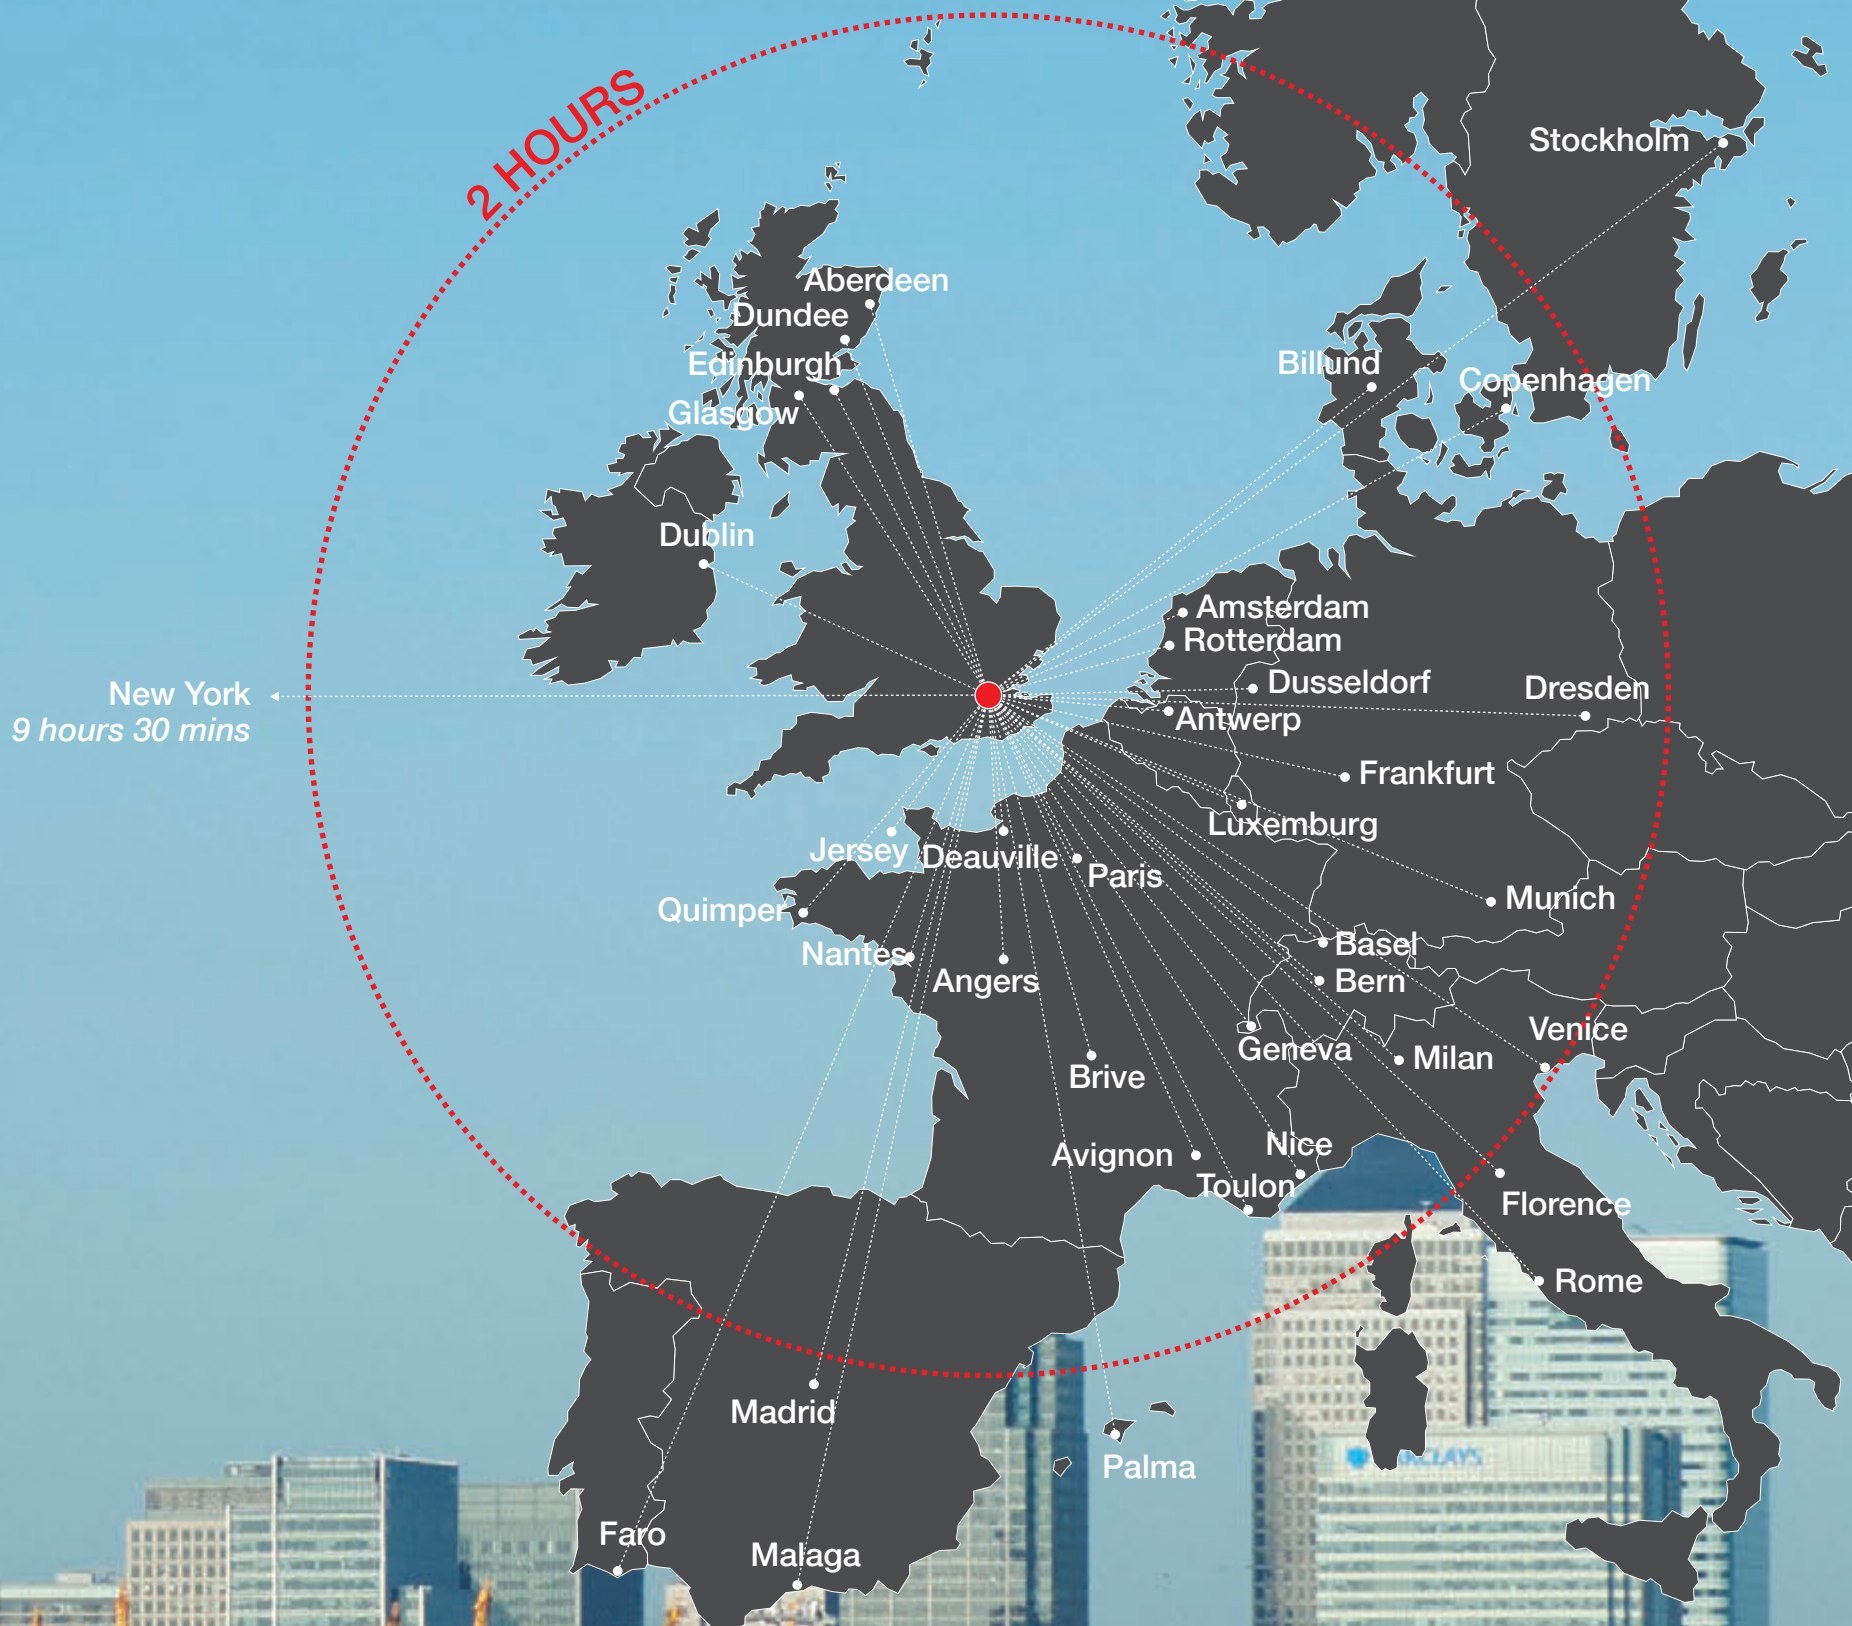 2 HOURS
Stockholm
Aberdeen
Dundee
Edinburgh
Glasgow
Billund
Copenhagen
Dublin
Amsterdam
Rotterdam
Dusseldorf
Dresden
New York
9 hours 30 mins
Antwerp
Frankfurt
Luxemburg
Jersey
Deauville
Paris
Munich
Quimper
Nantes
Angers
Basel
Bern
Venice
Geneva
Milan
Brive
Avignon
Nice
Toulon
Florence
Rome
Madrid
Palma
Faro
Malaga